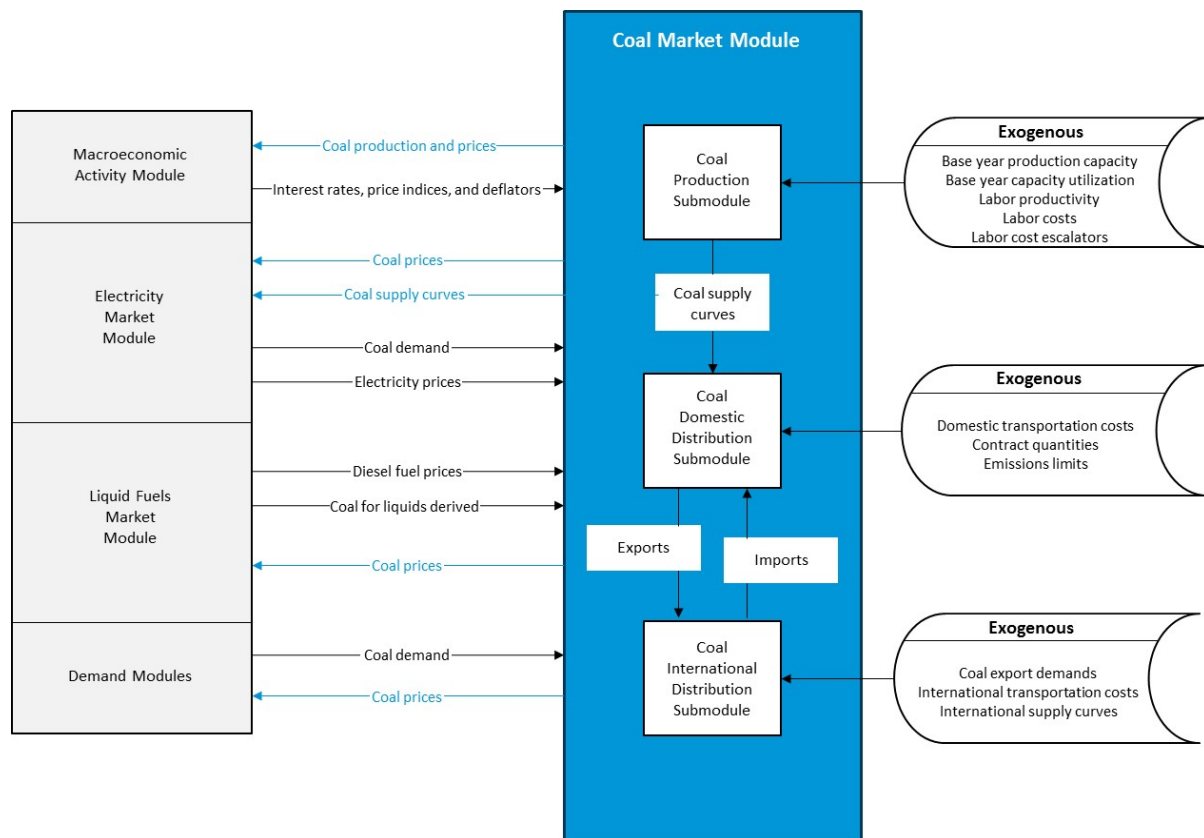 Coal Market Module
Macroeconomic
Activity Module
Electricity
Market
Module
Liquid Fuels
Market
Module
Demand Modules
Coal production and prices
Interest rates, price indices, and deflators
Coal prices
Coal supply curves
Coal demand
Electricity prices
Diesel fuel prices
Coal for liquids derived
Coal prices
Coal demand
Coal prices
Coal
Production
Submodule
Coal supply
curves
Coal
Domestic
Distribution
Submodule
Exports
Imports
Coal
International
Distribution
Submodule
Exogenous
Base year production capacity
Base year capacity utilization
Labor productivity
Labor costs
Labor cost escalators
Exogenous
Domestic transportation costs
Contract quantities
Emissions limits
Exogenous
Coal export demands
International transportation costs
International supply curves